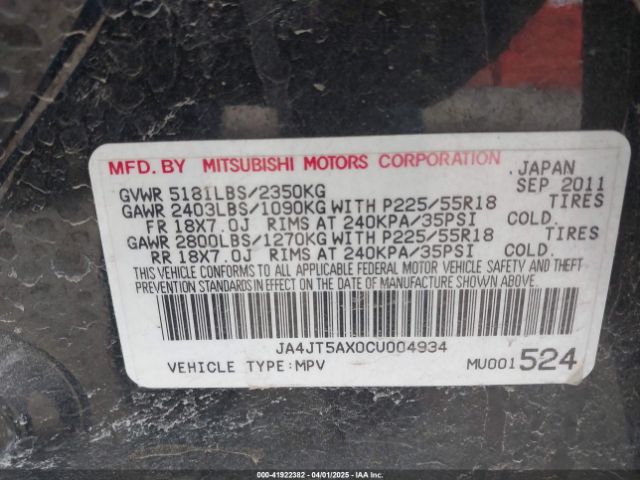 MFD. BY MITSUBISHI MOTORS CORPORATION JAPAN
GVWR 5181LBS/2350KG SEP 2011
GAWR 2403LBS/1090KG WITH P225/55R18 TIRES
FR 18X7.0J RIMS AT 240KPA/35PSI COLD.
GAWR 2800LBS/1270KG WITH P225/55R18 TIRES
RR 18X7.0J RIMS AT 240KPA/35PSI COLD.
THIS VEHICLE CONFORMS TO ALL APPLICABLE FEDERAL MOTOR VEHICLE SAFETY AND THEFT
PREVENTION STANDARDS IN EFFECT ON THE DATE OF MANUFACTURE SHOWN ABOVE.
JA4JT5AX0CU004934
VEHICLE TYPE:MPV MU001524
000-41922382 - 04/01/2025 - COPYRIGHT IAA, LLC.